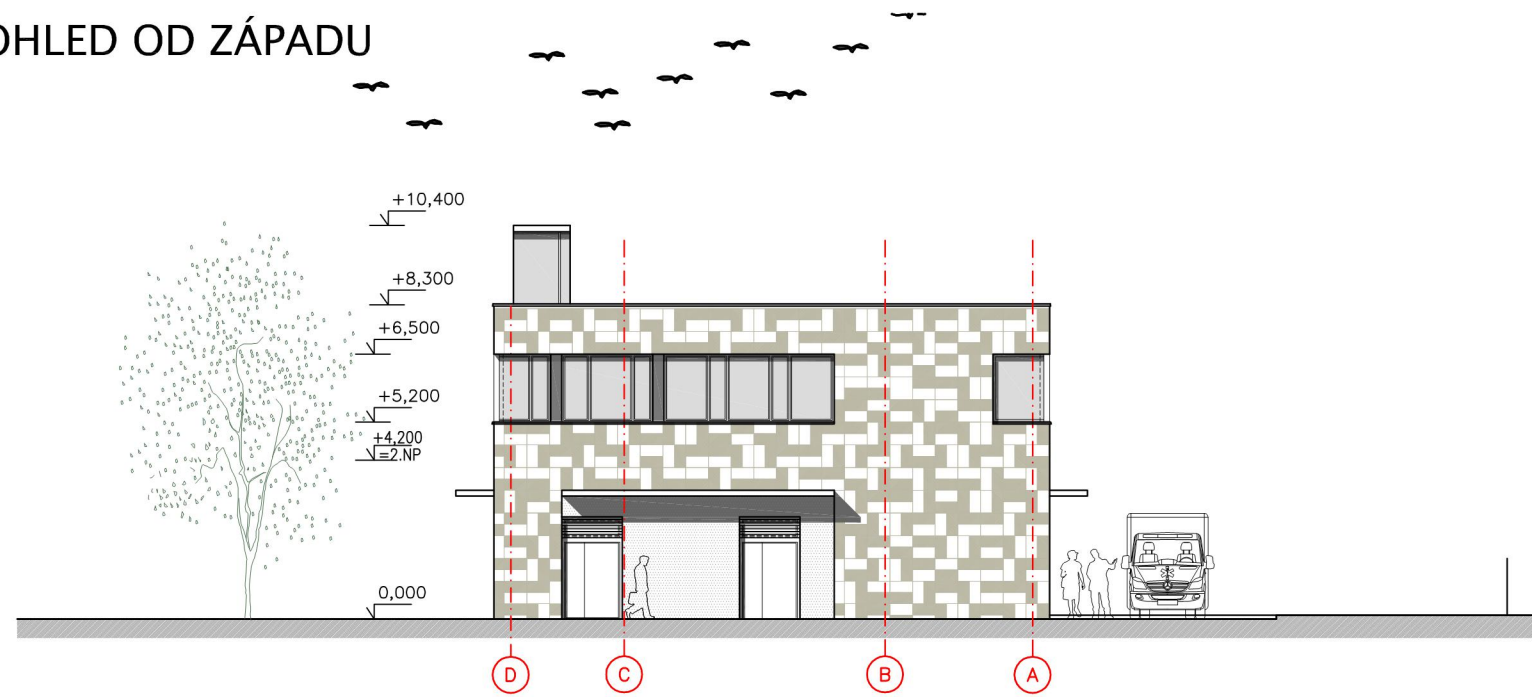 OHLED OD ZÁPADU
+10,400
+8,300
+6,500
+5,200
+4,200
=2.NP
0,000
D
C
B
A